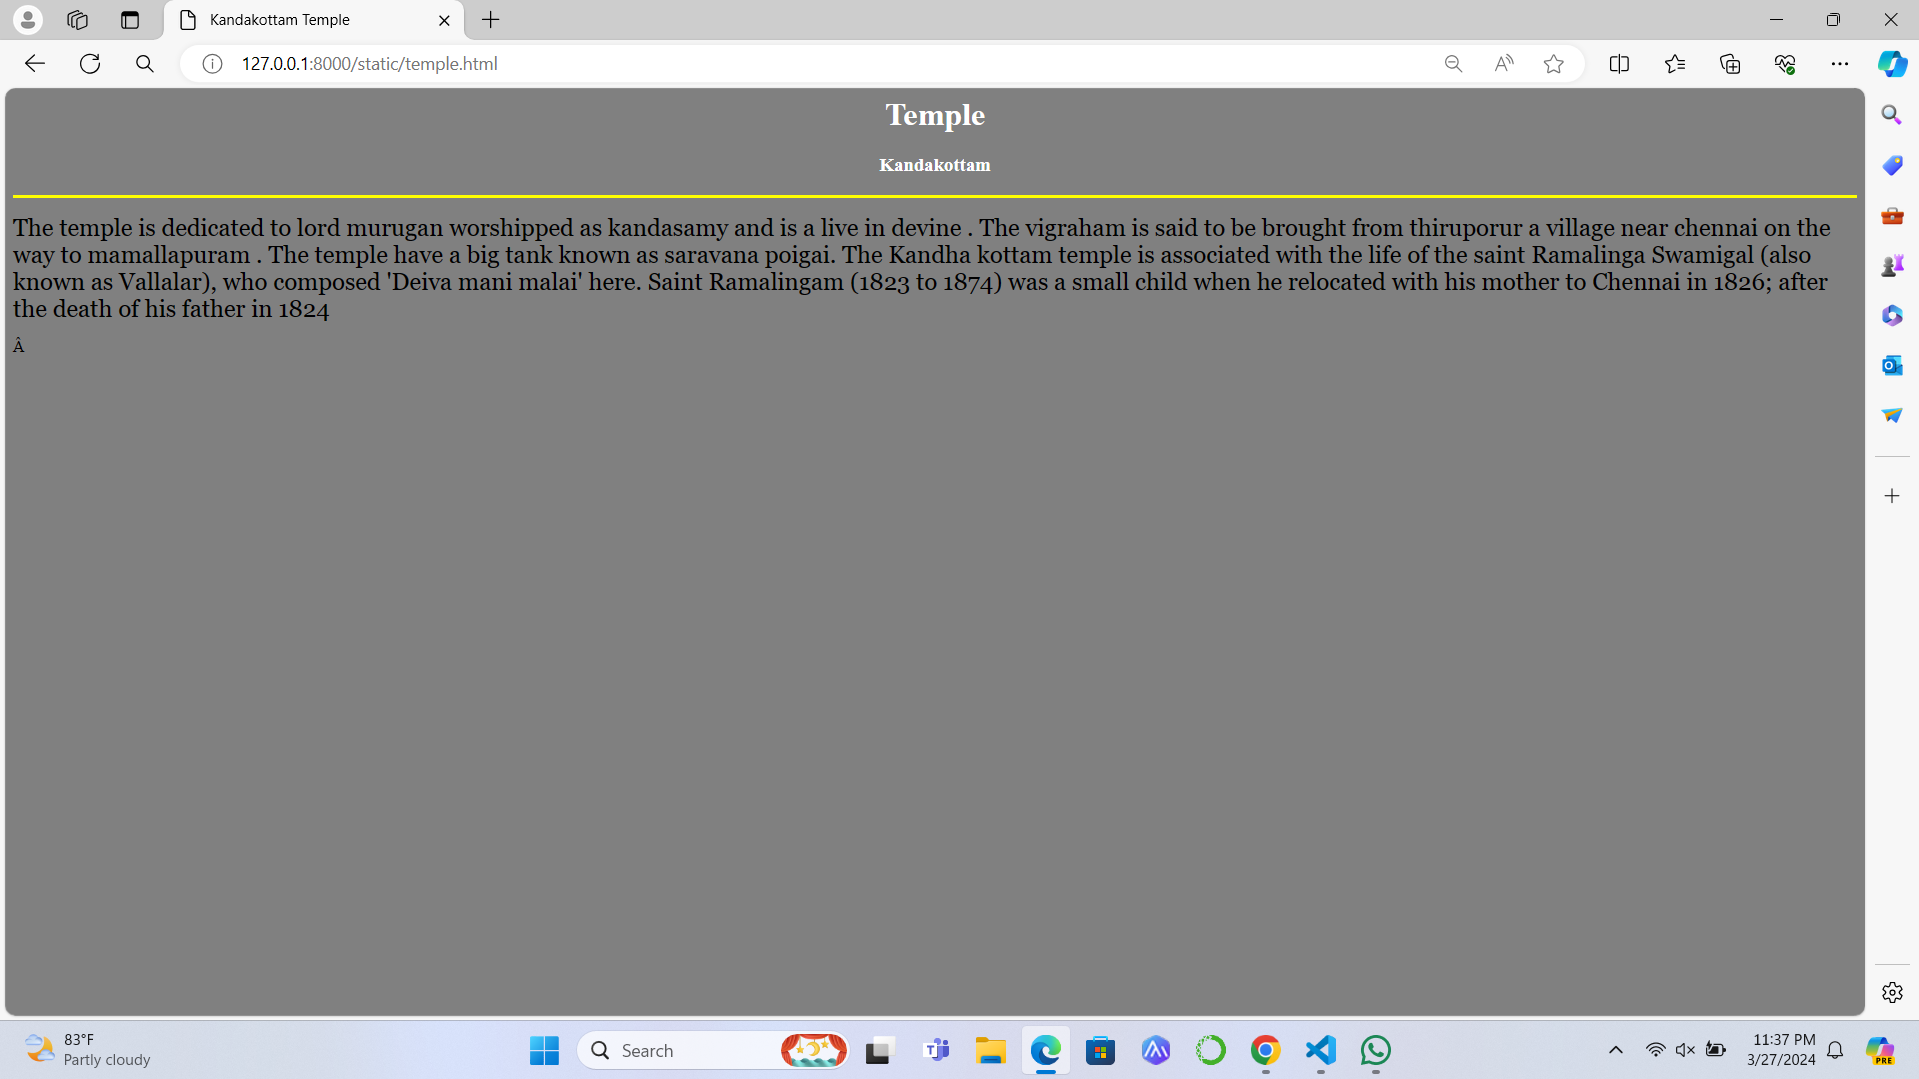 Kandakottam Temple
127.0.0.1:8000/static/temple.html
Temple
Kandakottam
The temple is dedicated to lord murugan worshipped as kandasamy and is a live in devine . The vigraham is said to be brought from thiruporur a village near chennai on the
way to mamallapuram . The temple have a big tank known as saravana poigai. The Kandha kottam temple is associated with the life of the saint Ramalinga Swamigal (also
known as Vallalar), who composed 'Deiva mani malai' here. Saint Ramalingam (1823 to 1874) was a small child when he relocated with his mother to Chennai in 1826; after
the death of his father in 1824
Â
83°F
Partly cloudy
Search
11:37 PM
3/27/2024
PRE